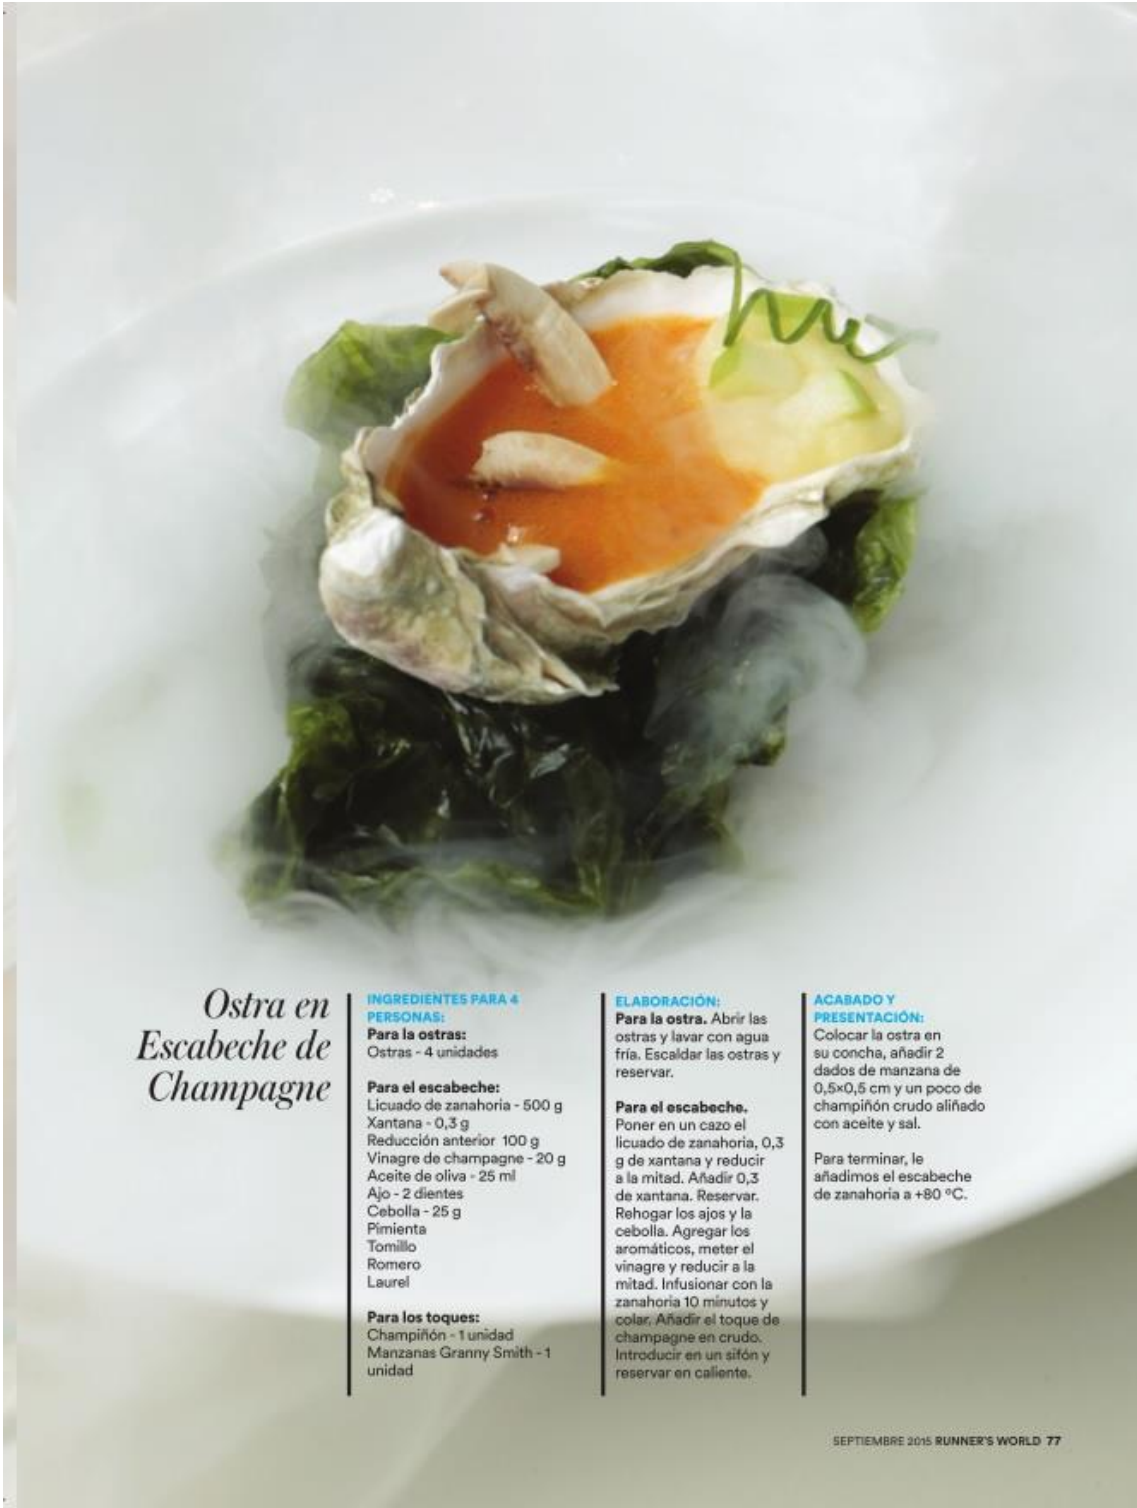 Ostra en
Escabeche de
Champagne
INGREDIENTES PARA 4
PERSONAS:
Para la ostras:
Ostras - 4 unidades
Para el escabeche:
Licuado de zanahoria - 500 g
Xantana - 0,3 g
Reducción anterior 100 g
Vinagre de champagne - 20 g
Aceite de oliva - 25 ml
Ajo - 2 dientes
Cebolla - 25 g
Pimienta
Tomillo
Romero
Laurel
Para los toques:
Champiñón - 1 unidad
Manzanas Granny Smith - 1
unidad
ELABORACIÓN:
Para la ostra. Abrir las
ostras y lavar con agua
fría. Escaldar las ostras y
reservar.
Para el escabeche.
Poner en un cazo el
licuado de zanahoria, 0,3
g de xantana y reducir
a la mitad. Añadir 0,3
de xantana. Reservar.
Rehogar los ajos y la
cebolla. Agregar los
aromáticos, meter el
vinagre y reducir a la
mitad. Infusionar con la
zanahoria 10 minutos y
colar. Añadir el toque de
champagne en crudo.
Introducir en un sifón y
reservar en caliente.
ACABADO Y
PRESENTACIÓN:
Colocar la ostra en
su concha, añadir 2
dados de manzana de
0,5x0,5 cm y un poco de
champiñón crudo aliñado
con aceite y sal.
Para terminar, le
añadimos el escabeche
de zanahoria a +80 ºC.
SEPTIEMBRE 2015 RUNNER'S WORLD 77